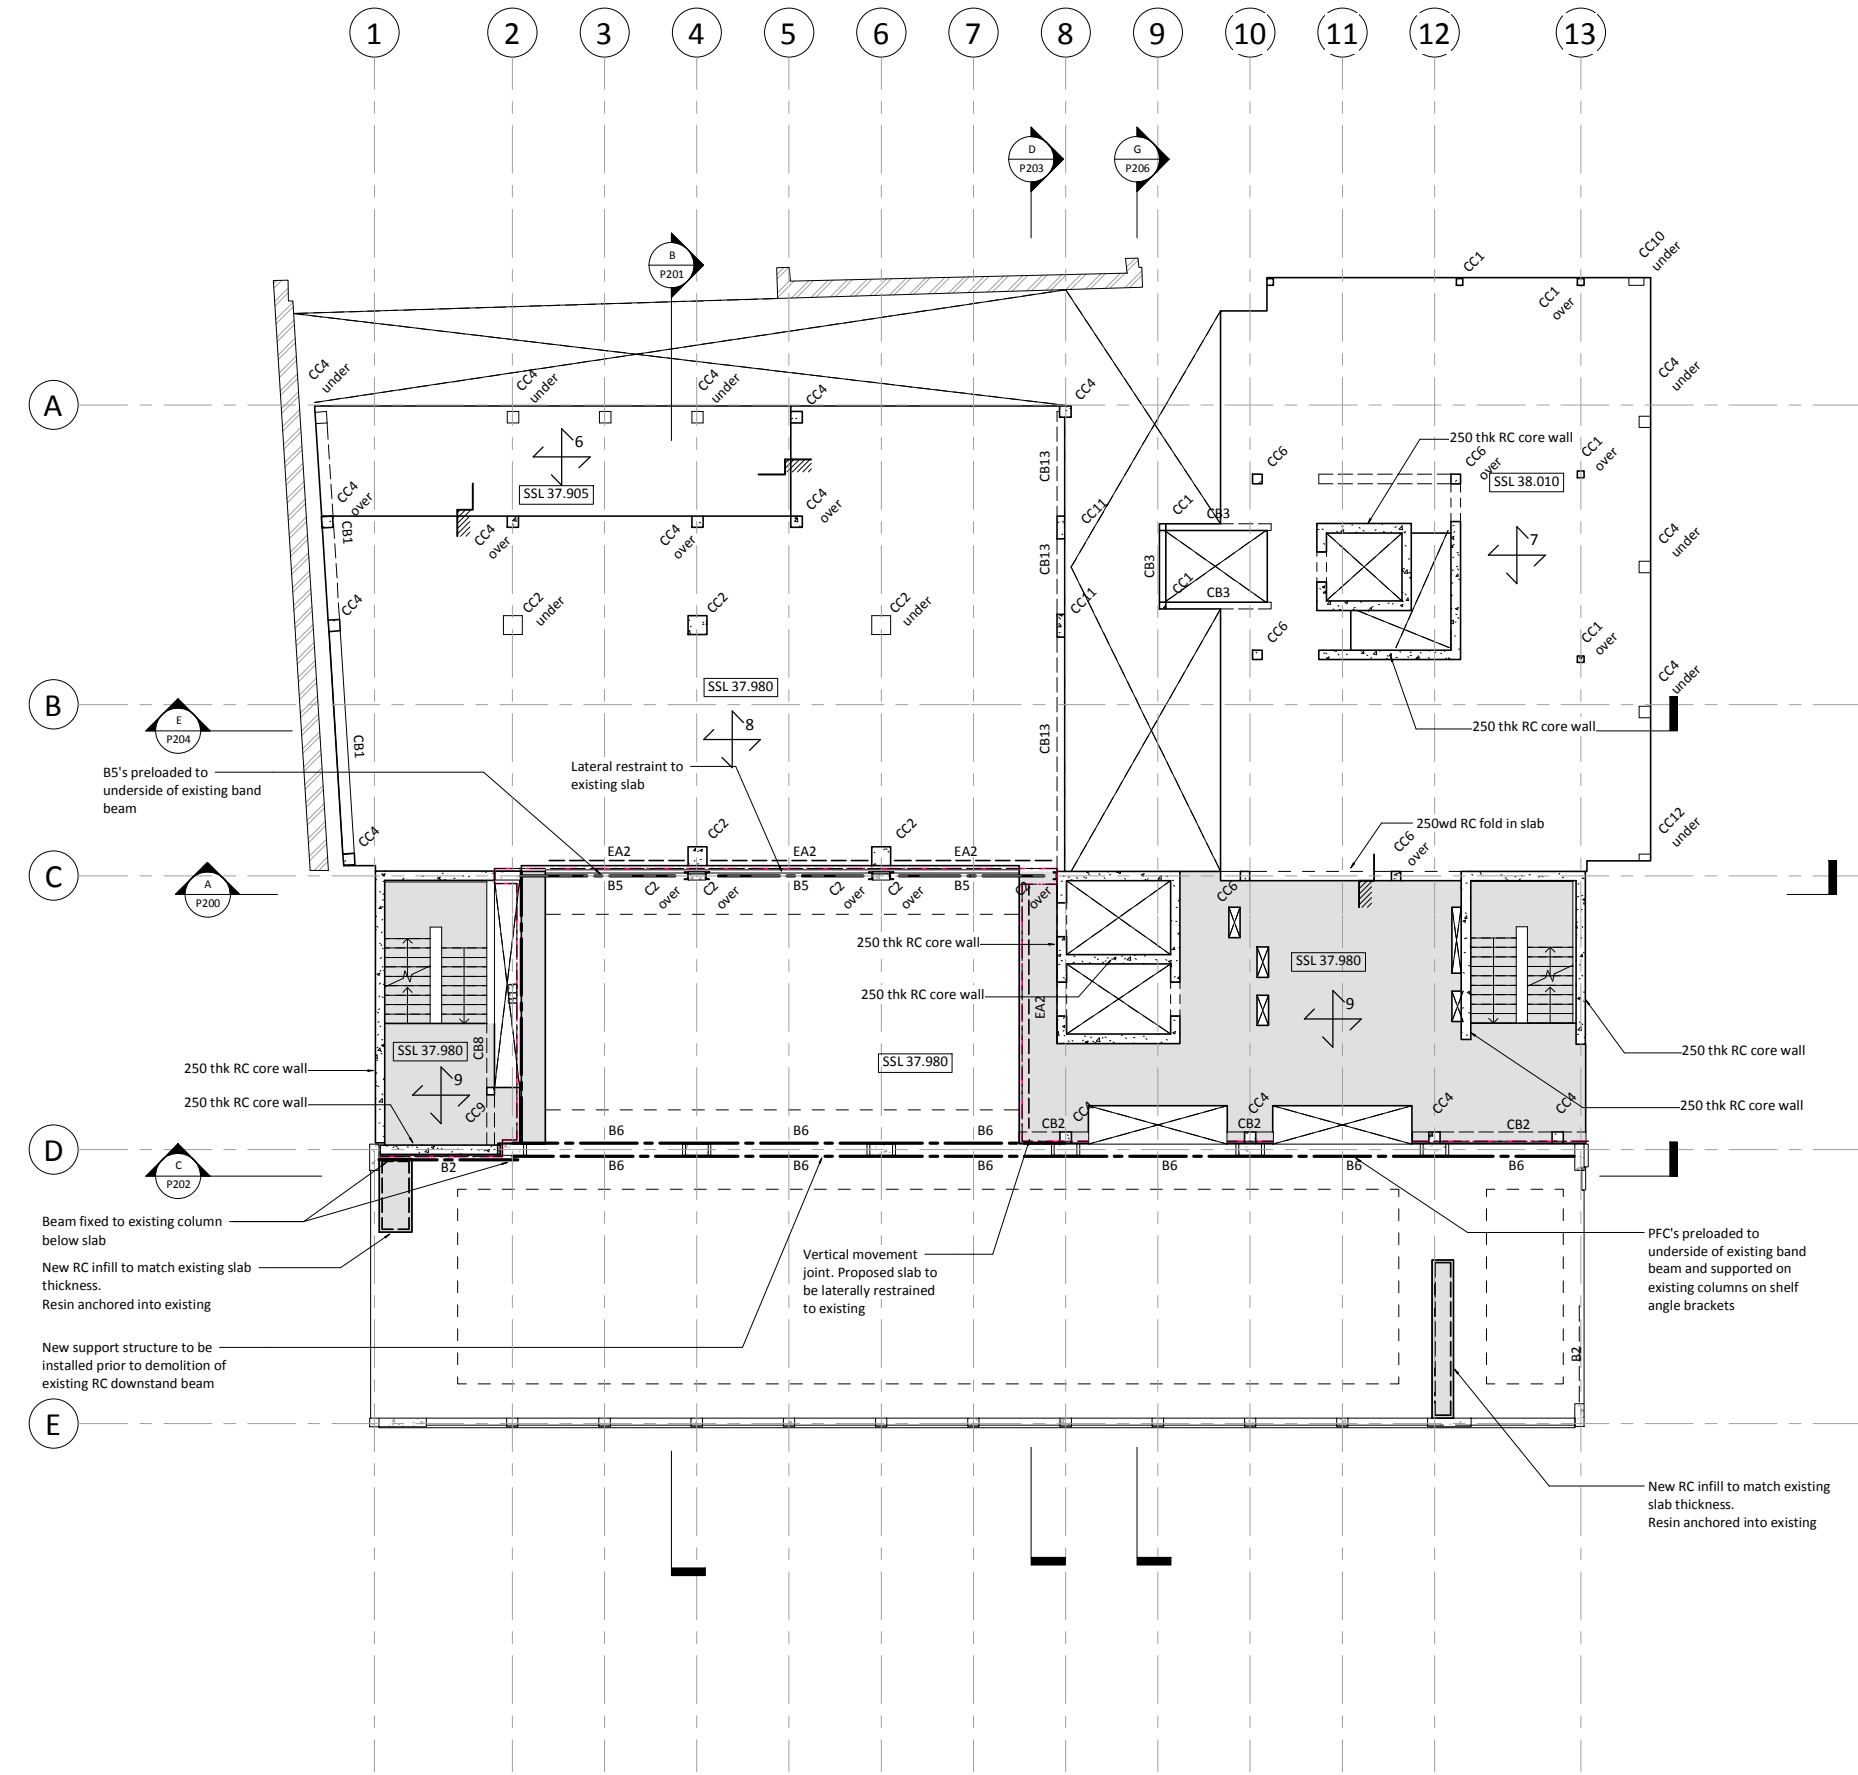 1 2 3 4 5 6 7 8 9 10 11 12 13
D
P203
G
P206
B
P201
CC10
under
CC1
CC1
over
CC4
under
CC4
under
CC4
under
CC4
CC4
CC4
under
A
6
SSL 37.905
CB13
CC6
250 thk RC core wall
CC6
over
SSL 38.010
CC1
over
CC4
over
CB1
CC4
over
CC4
over
CC4
over
CC11
CC1
CB3
CB13
CB3
CC1
CB3
7
CC4
under
CC4
CC2
under
CC2
CC2
under
CC11
CC6
CC1
over
CC4
under
SSL 37.980
B
E
P204
8
CB1
CB13
250 thk RC core wall
B5's preloaded to
underside of existing band
beam
Lateral restraint to
existing slab
CC4
CC2
CC2
250wd RC fold in slab
CC6
over
CC12
under
EA2
EA2
EA2
C
A
P200
B5
B5
B5
C2
over
C2
over
C2
over
C2
over
C2
over
CC6
250 thk RC core wall
250 thk RC core wall
SSL 37.980
EA2
9
B13
CB8
SSL 37.980
9
CC9
SSL 37.980
250 thk RC core wall
250 thk RC core wall
250 thk RC core wall
250 thk RC core wall
CB2
CC4
CC4
CB2
CC4
CB2
CC4
D
C
P202
B6
B6
B6
B2
B6
B6
B6
B6
B6
B6
Beam fixed to existing column
below slab
New RC infill to match existing slab
thickness.
Resin anchored into existing
New support structure to be
installed prior to demolition of
existing RC downstand beam
Vertical movement
joint. Proposed slab to
be laterally restrained
to existing
PFC's preloaded to
underside of existing band
beam and supported on
existing columns on shelf
angle brackets
B2
E
New RC infill to match existing
slab thickness.
Resin anchored into existing